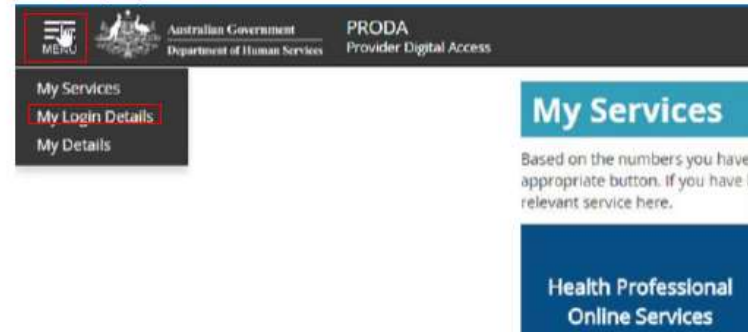 MENU
Australian Government
Department of Human Services
PRODA
Provider Digital Access
My Services
My Login Details
My Details
My Services
Based on the numbers you have
appropriate button. If you have
relevant service here.
Health Professional
Online Services